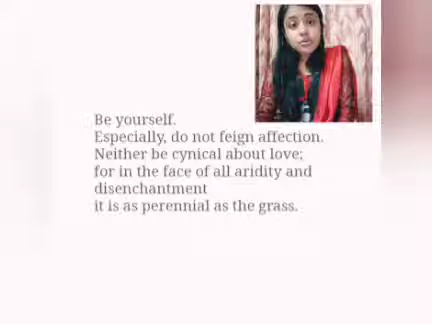 Be yourself.
Especially, do not feign affection.
Neither be cynical about love;
for in the face of all aridity and
disenchantment
it is as perennial as the grass.